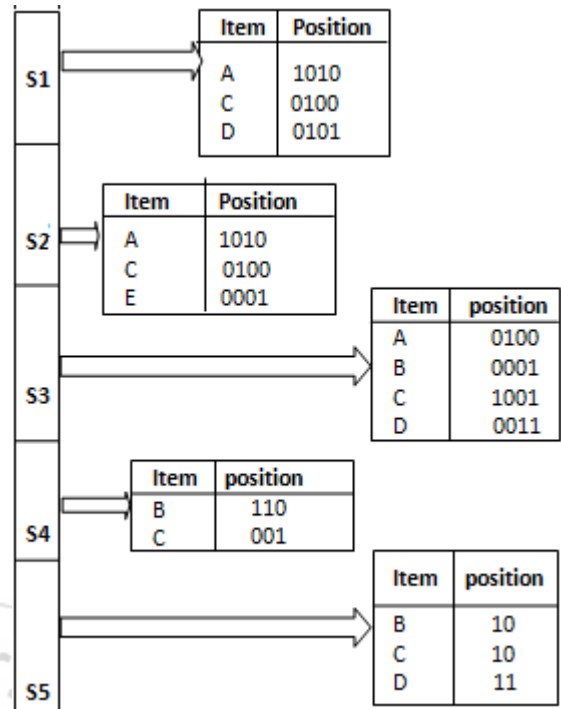 S1
Item Position
A 1010
C 0100
D 0101
S2
Item Position
A 1010
C 0100
E 0001
S3
Item position
A 0100
B 0001
C 1001
D 0011
S4
Item position
B 110
C 001
S5
Item position
B 10
C 10
D 11